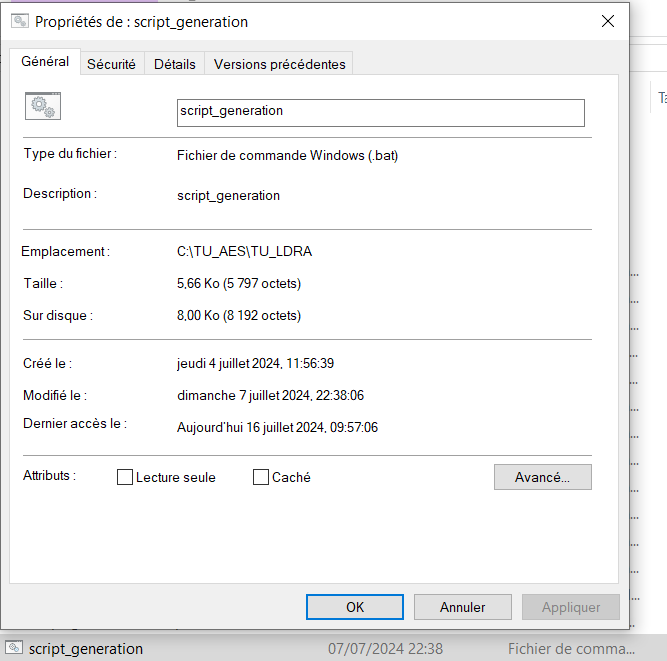 Propriétés de : script_generation
Général Sécurité Détails Versions précédentes
script_generation
Type du fichier : Fichier de commande Windows (.bat)
Description : script_generation
Emplacement : C:\TU_AES\TU_LDRA
Taille : 5,66 Ko (5 797 octets)
Sur disque : 8,00 Ko (8 192 octets)
Créé le : jeudi 4 juillet 2024, 11:56:39
Modifié le : dimanche 7 juillet 2024, 22:38:06
Dernier accès le : Aujourd'hui 16 juillet 2024, 09:57:06
Attributs : Lecture seule Caché Avancé...
OK Annuler Appliquer
script_generation 07/07/2024 22:38 Fichier de comma...